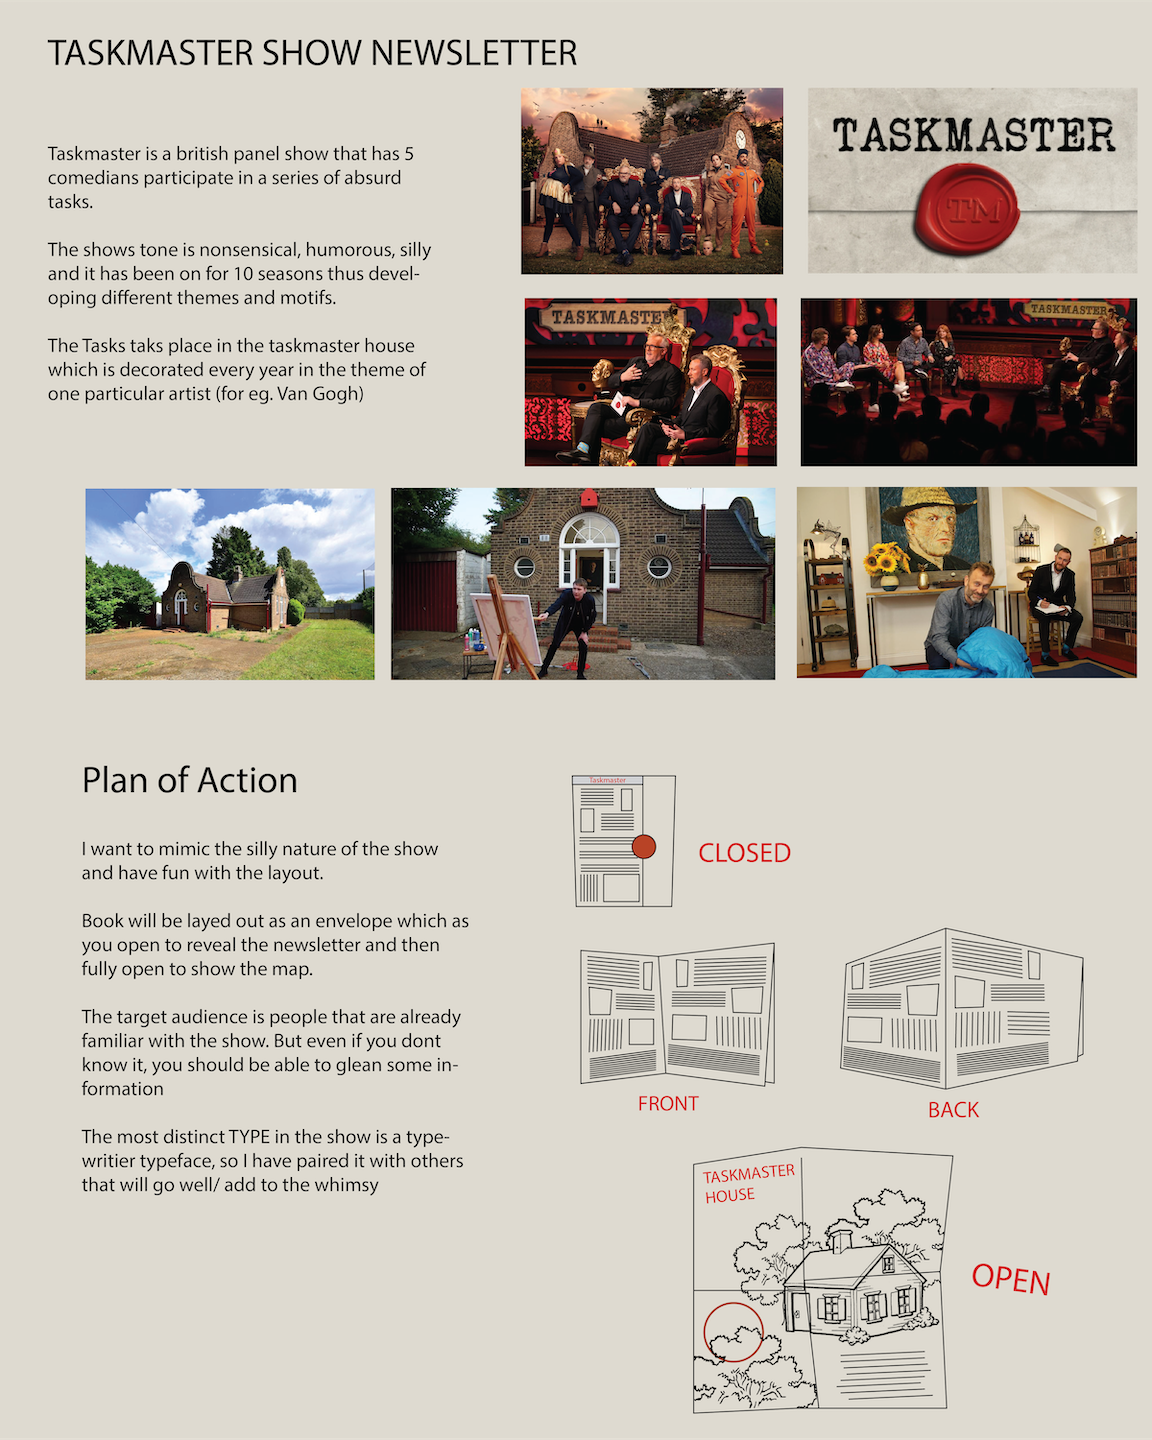 TASKMASTER SHOW NEWSLETTER
Taskmaster is a british panel show that has 5
comedians participate in a series of absurd
tasks.
The shows tone is nonsensical, humorous, silly
and it has been on for 10 seasons thus devel-
oping different themes and motifs.
The Tasks taks place in the taskmaster house
which is decorated every year in the theme of
one particular artist (for eg. Van Gogh)
TASKMASTER
TM
TASKMASTER
TASKMASTER
Plan of Action
I want to mimic the silly nature of the show
and have fun with the layout.
Book will be layed out as an envelope which as
you open to reveal the newsletter and then
fully open to show the map.
The target audience is people that are already
familiar with the show. But even if you dont
know it, you should be able to glean some in-
formation
The most distinct TYPE in the show is a type-
writier typeface, so I have paired it with others
that will go well/ add to the whimsy
Taskmaster
CLOSED
FRONT
BACK
TASKMASTER
HOUSE
OPEN